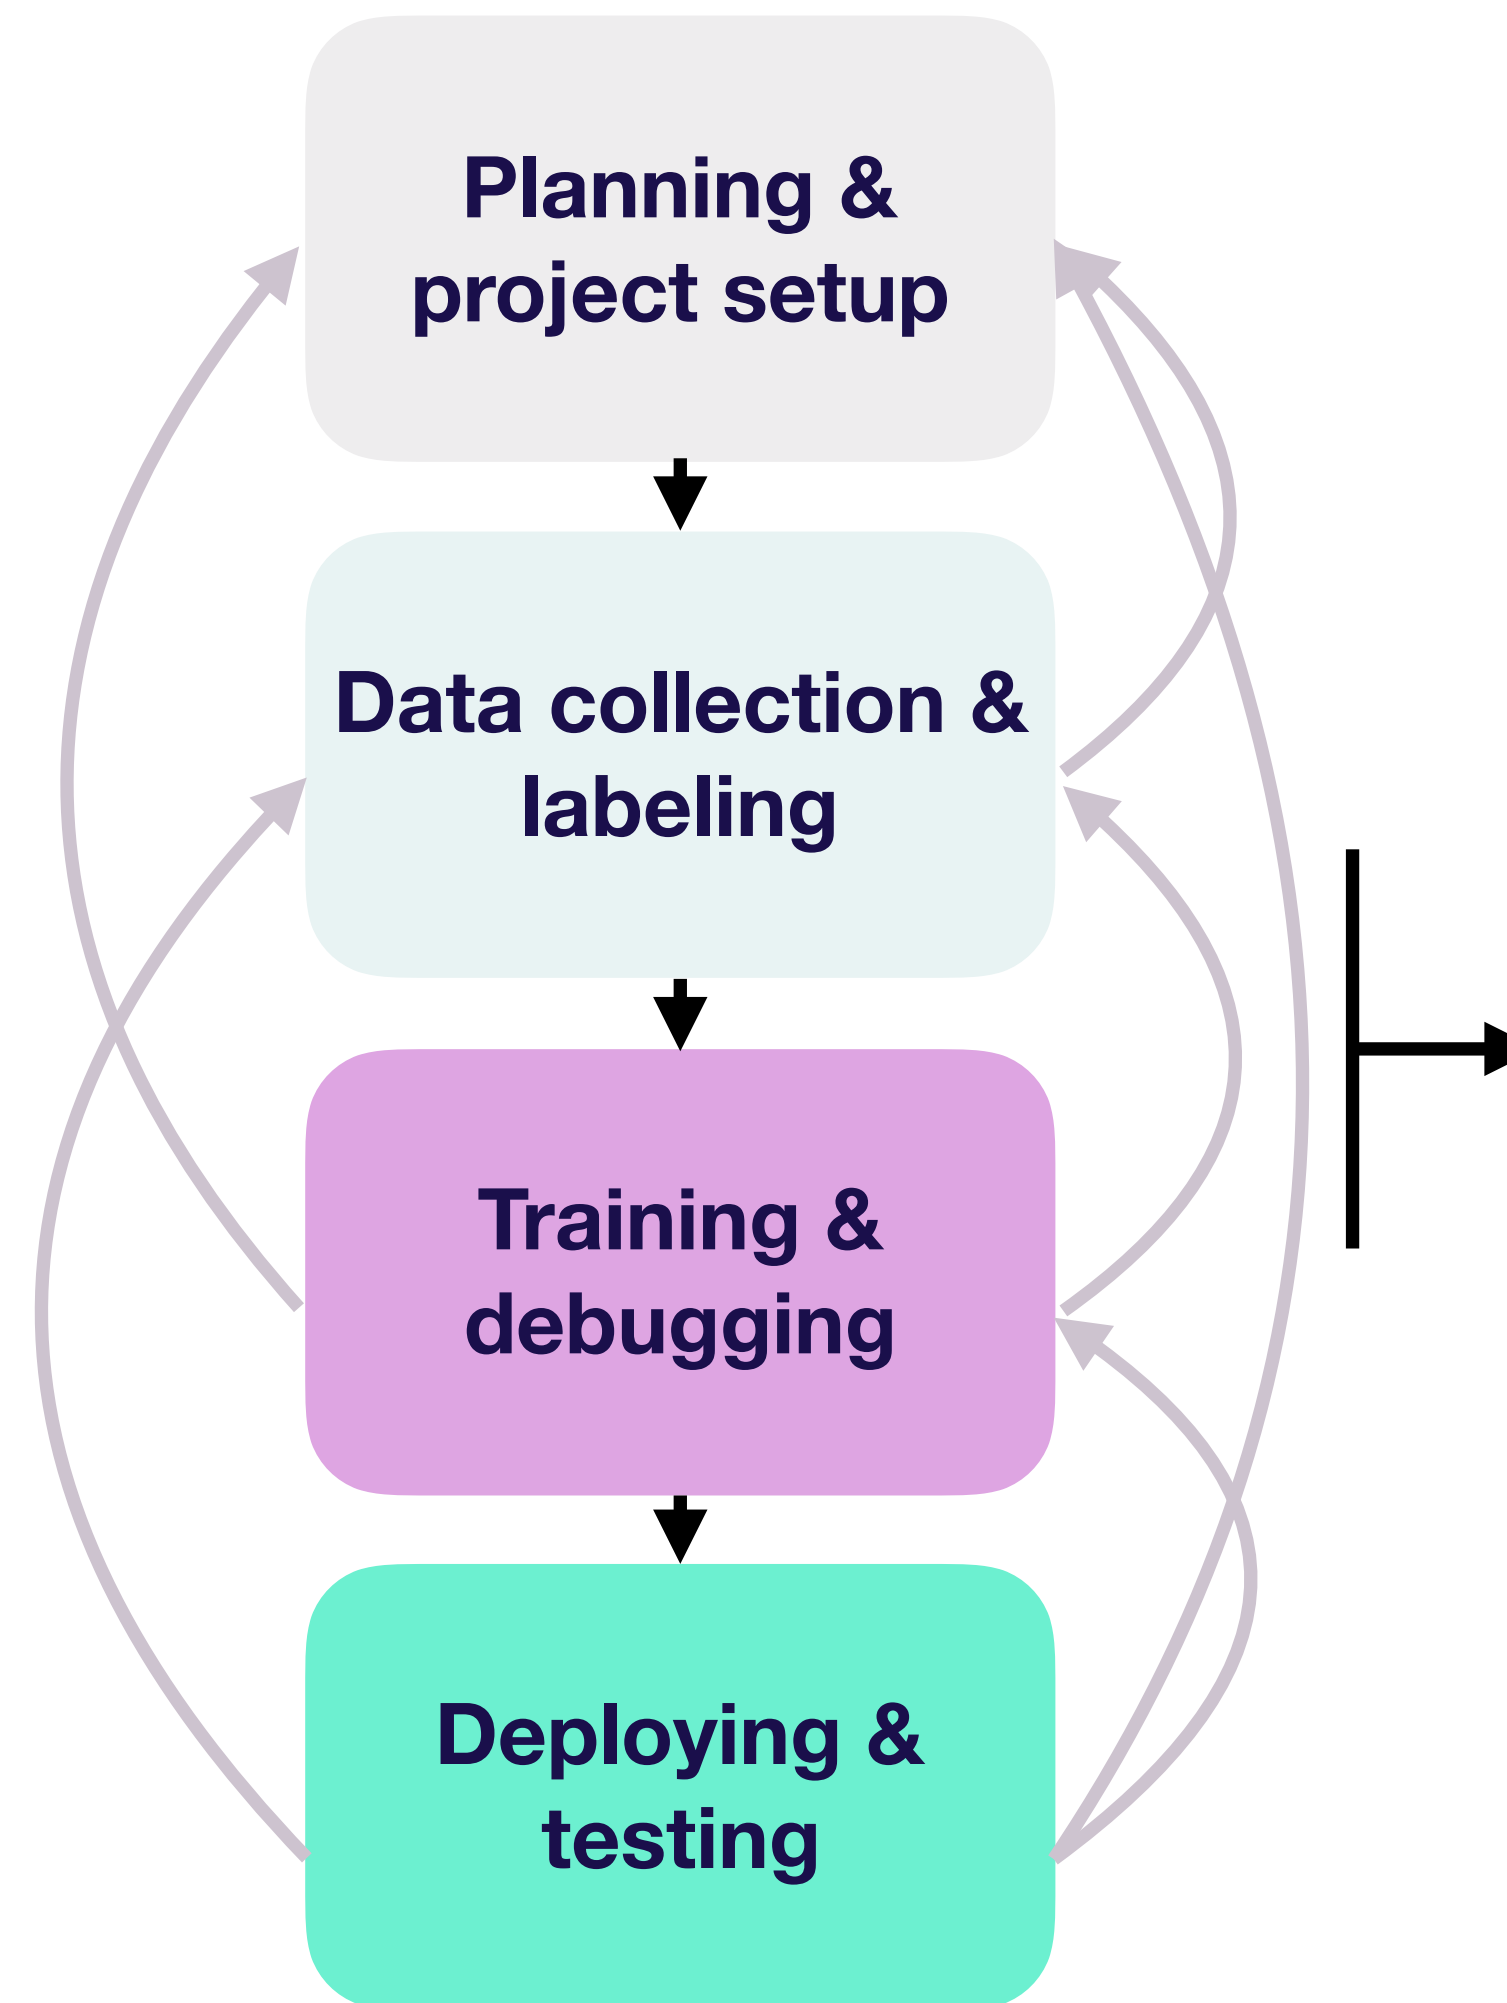 Planning &
project setup
Data collection &
labeling
Training &
debugging
Deploying &
testing